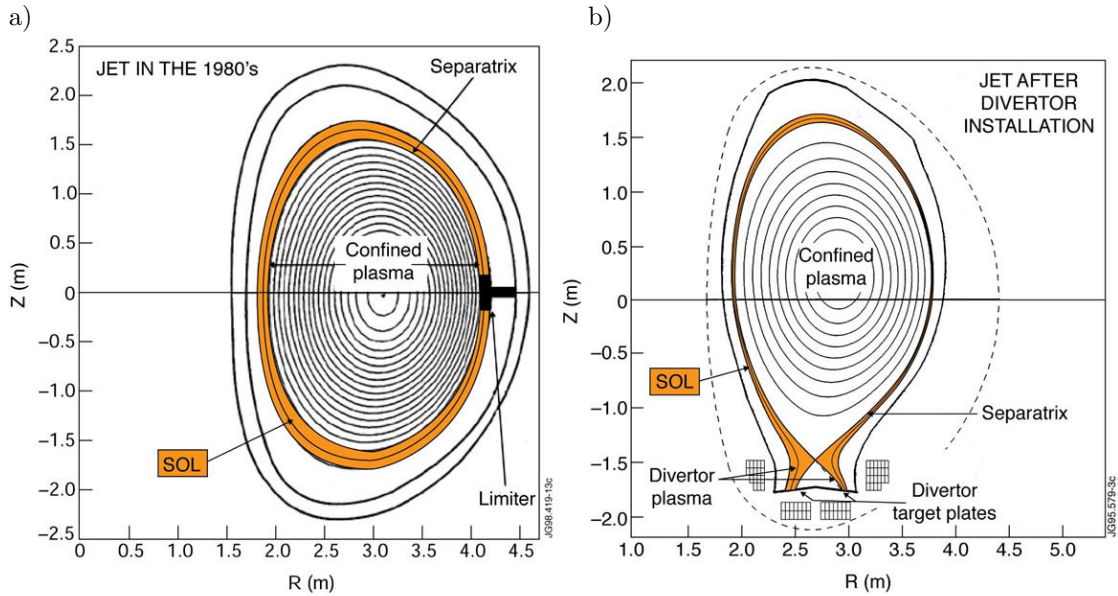 a)
JET IN THE 1980's
Separatrix
Confined
plasma
SOL
Limiter
2.5
2.0
1.5
1.0
0.5
0
–0.5
–1.0
–1.5
–2.0
–2.5
Z (m)
0 0.5 1.0 1.5 2.0 2.5 3.0 3.5 4.0 4.5
R (m)
JG98.419-13c
b)
JET AFTER
DIVERTOR
INSTALLATION
Confined
plasma
SOL
Separatrix
Divertor
plasma
Divertor
target plates
2.0
1.5
1.0
0.5
0
–0.5
–1.0
–1.5
–2.0
Z (m)
1.0 2.0 2.5 3.0 4.0 4.5 5.0
R (m)
JG95.579-3c